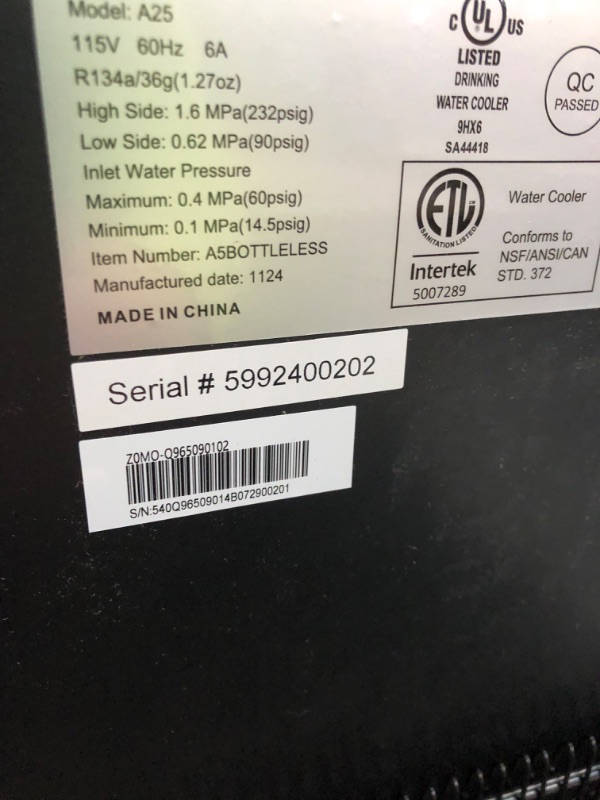 Model: A25
115V 60Hz 6A
R134a/36g(1.27oz)
High Side: 1.6 MPa(232psig)
Low Side: 0.62 MPa(90psig)
Inlet Water Pressure
Maximum: 0.4 MPa(60psig)
Minimum: 0.1 MPa(14.5psig)
Item Number: A5BOTTLELESS
Manufactured date: 1124
MADE IN CHINA
C UL US
LISTED
DRINKING
WATER COOLER
9HX6
SA44418
QC
PASSED
ETL
SANITATION LISTED
Intertek
5007289
Water Cooler
Conforms to
NSF/ANSI/CAN
STD. 372
Serial # 5992400202
Z0MO-Q965090102
S/N:540Q96509014B072900201